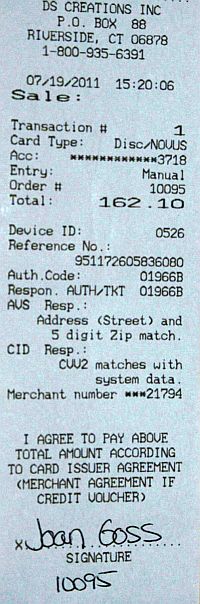 DS CREATIONS INC
P.O. BOX 88
RIVERSIDE, CT 06878
1-800-935-6391
07/19/2011 15:20:06
Sale:
Transaction # 1
Card Type: Disc/NOVUS
Acc: ************3718
Entry: Manual
Order # 10095
Total: 162.10
Device ID: 0526
Reference No.:
951172605836080
Auth.Code: 01966B
Respon. AUTH/TKT 01966B
AVS Resp.:
Address (Street) and
5 digit Zip match.
CID Resp.:
CVV2 matches with
system data.
Merchant number ***21794
I AGREE TO PAY ABOVE
TOTAL AMOUNT ACCORDING
TO CARD ISSUER AGREEMENT
(MERCHANT AGREEMENT IF
CREDIT VOUCHER)
x Joan Goss
SIGNATURE
10095